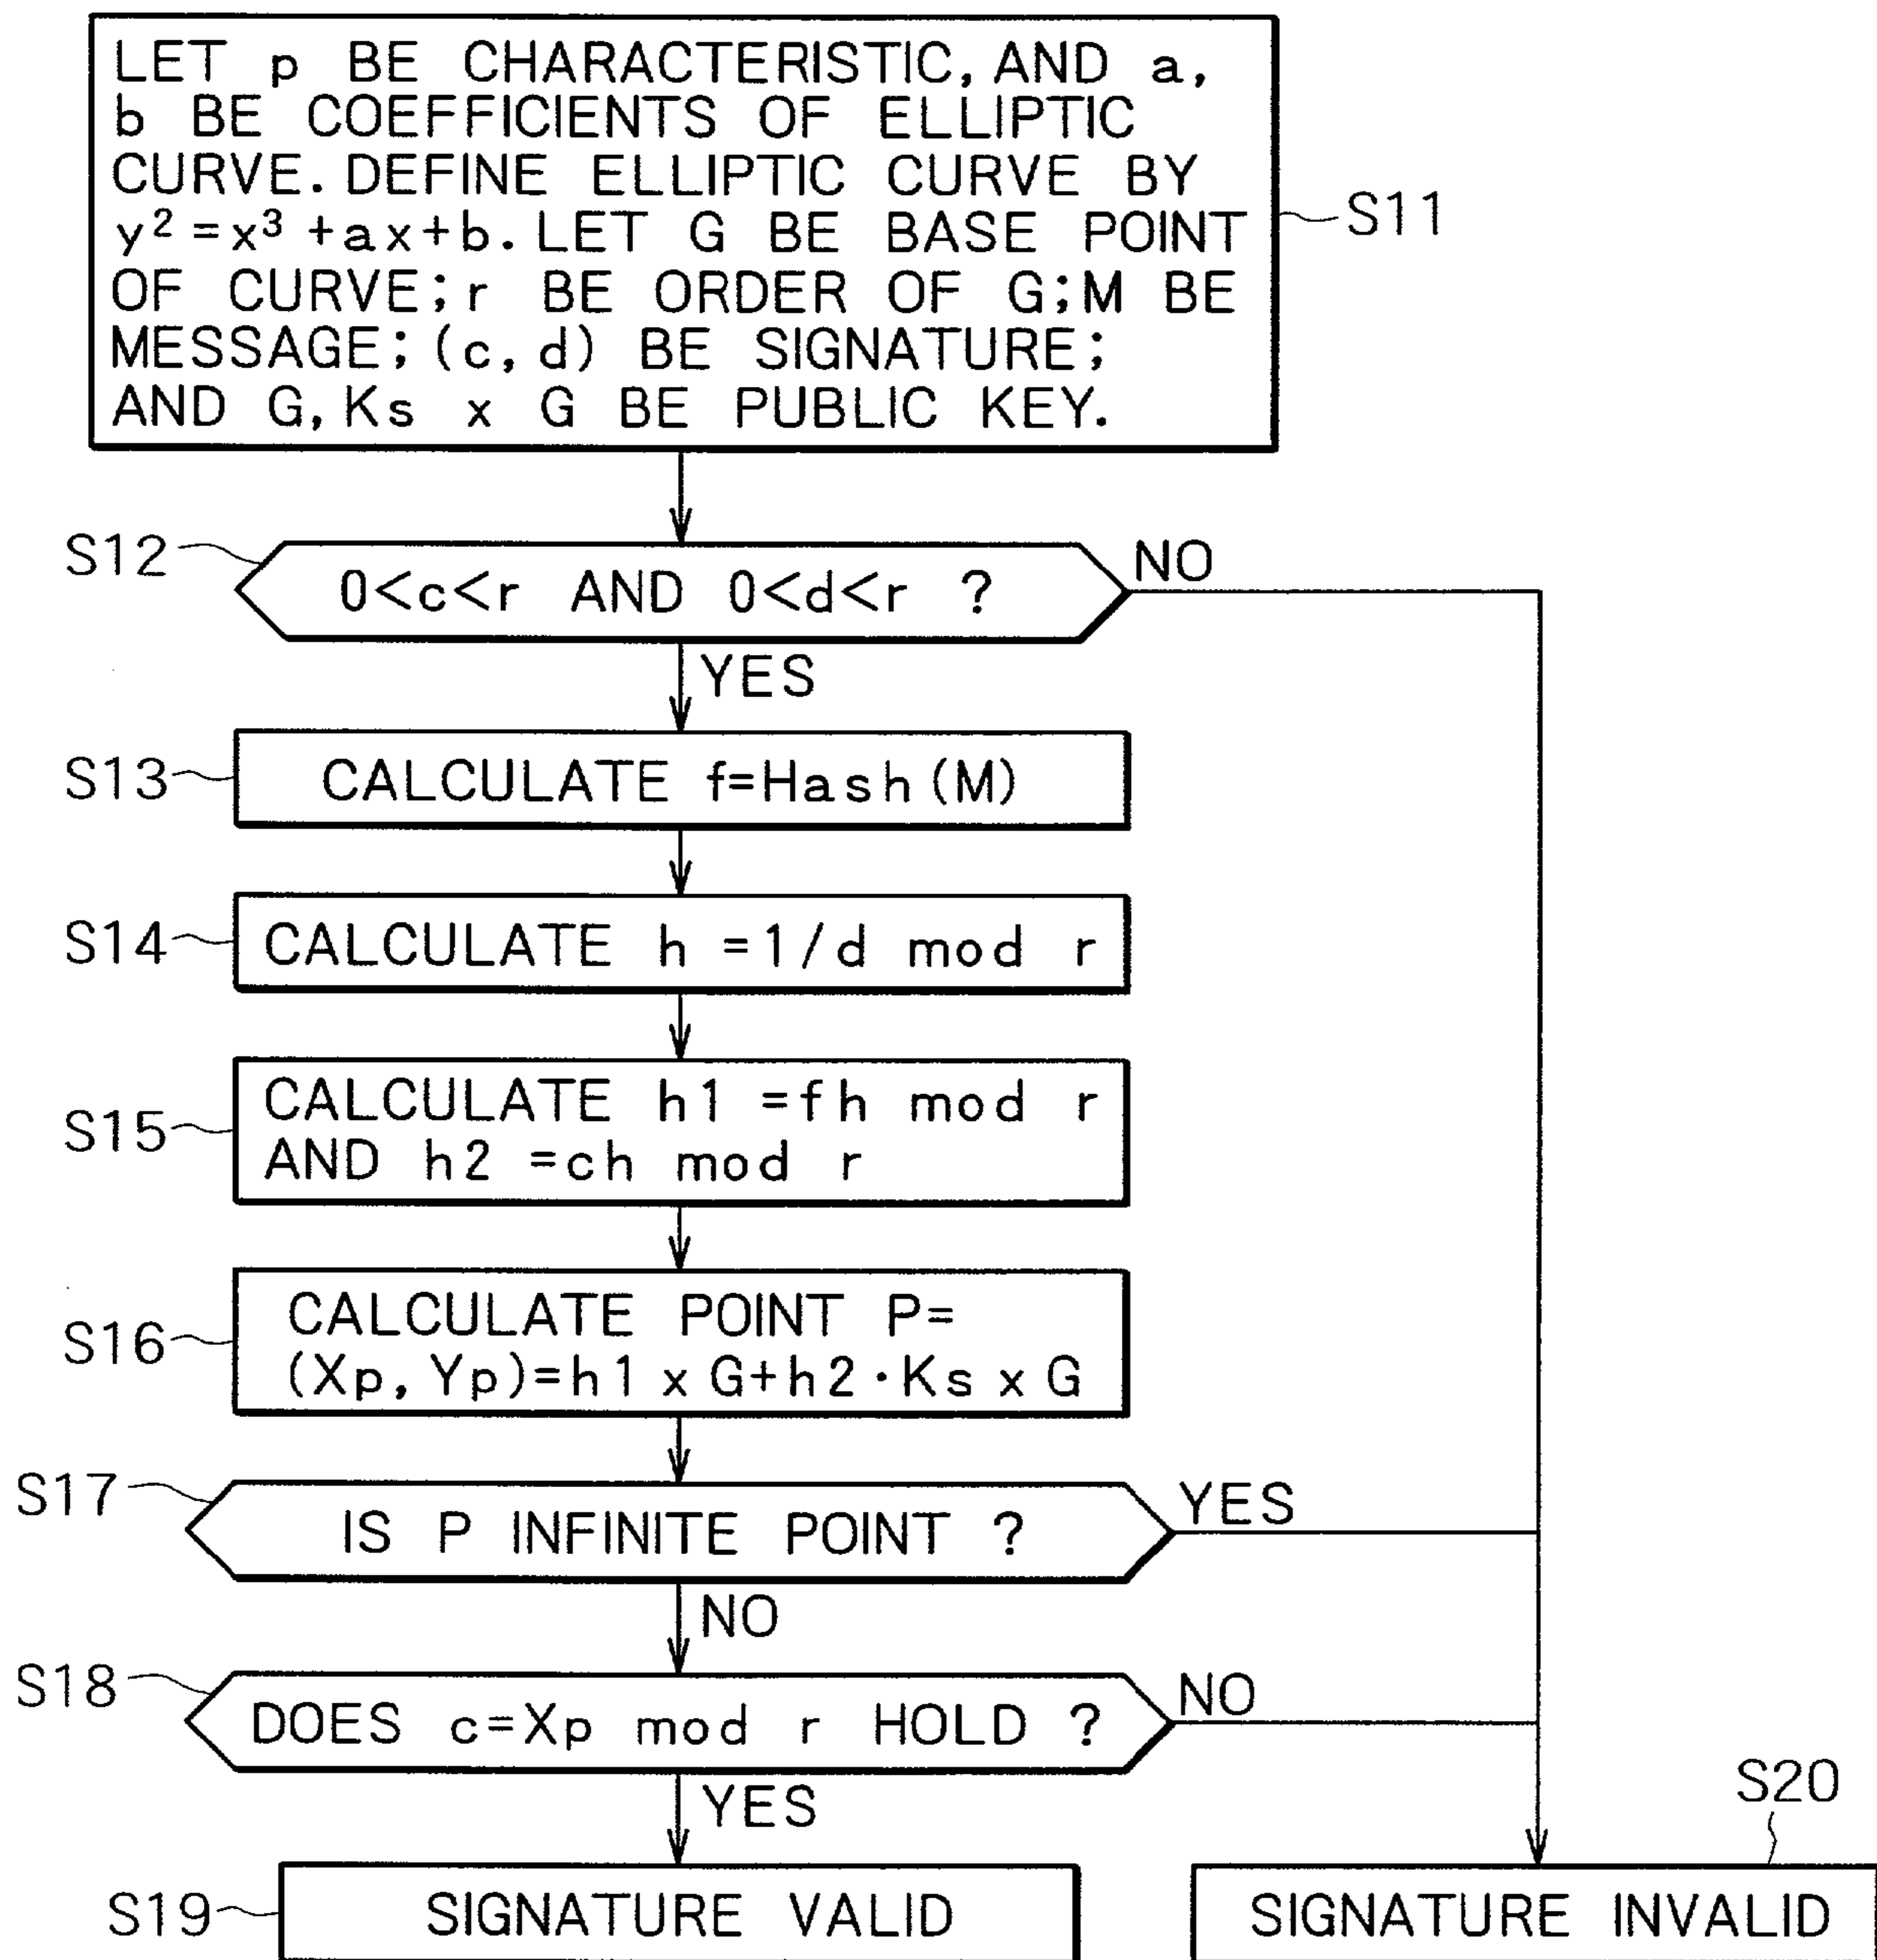 LET p BE CHARACTERISTIC, AND a,
b BE COEFFICIENTS OF ELLIPTIC
CURVE. DEFINE ELLIPTIC CURVE BY
y² = x³ + ax + b. LET G BE BASE POINT
OF CURVE; r BE ORDER OF G; M BE
MESSAGE; (c, d) BE SIGNATURE;
AND G, Ks x G BE PUBLIC KEY.
S11
S12
0<c<r AND 0<d<r ?
NO
YES
S13
CALCULATE f=Hash(M)
S14
CALCULATE h =1/d mod r
S15
CALCULATE h1 =fh mod r
AND h2 =ch mod r
S16
CALCULATE POINT P=
(Xp, Yp)=h1 x G+h2・Ks x G
S17
IS P INFINITE POINT ?
YES
NO
S18
DOES c=Xp mod r HOLD ?
NO
YES
S20
S19
SIGNATURE VALID
SIGNATURE INVALID